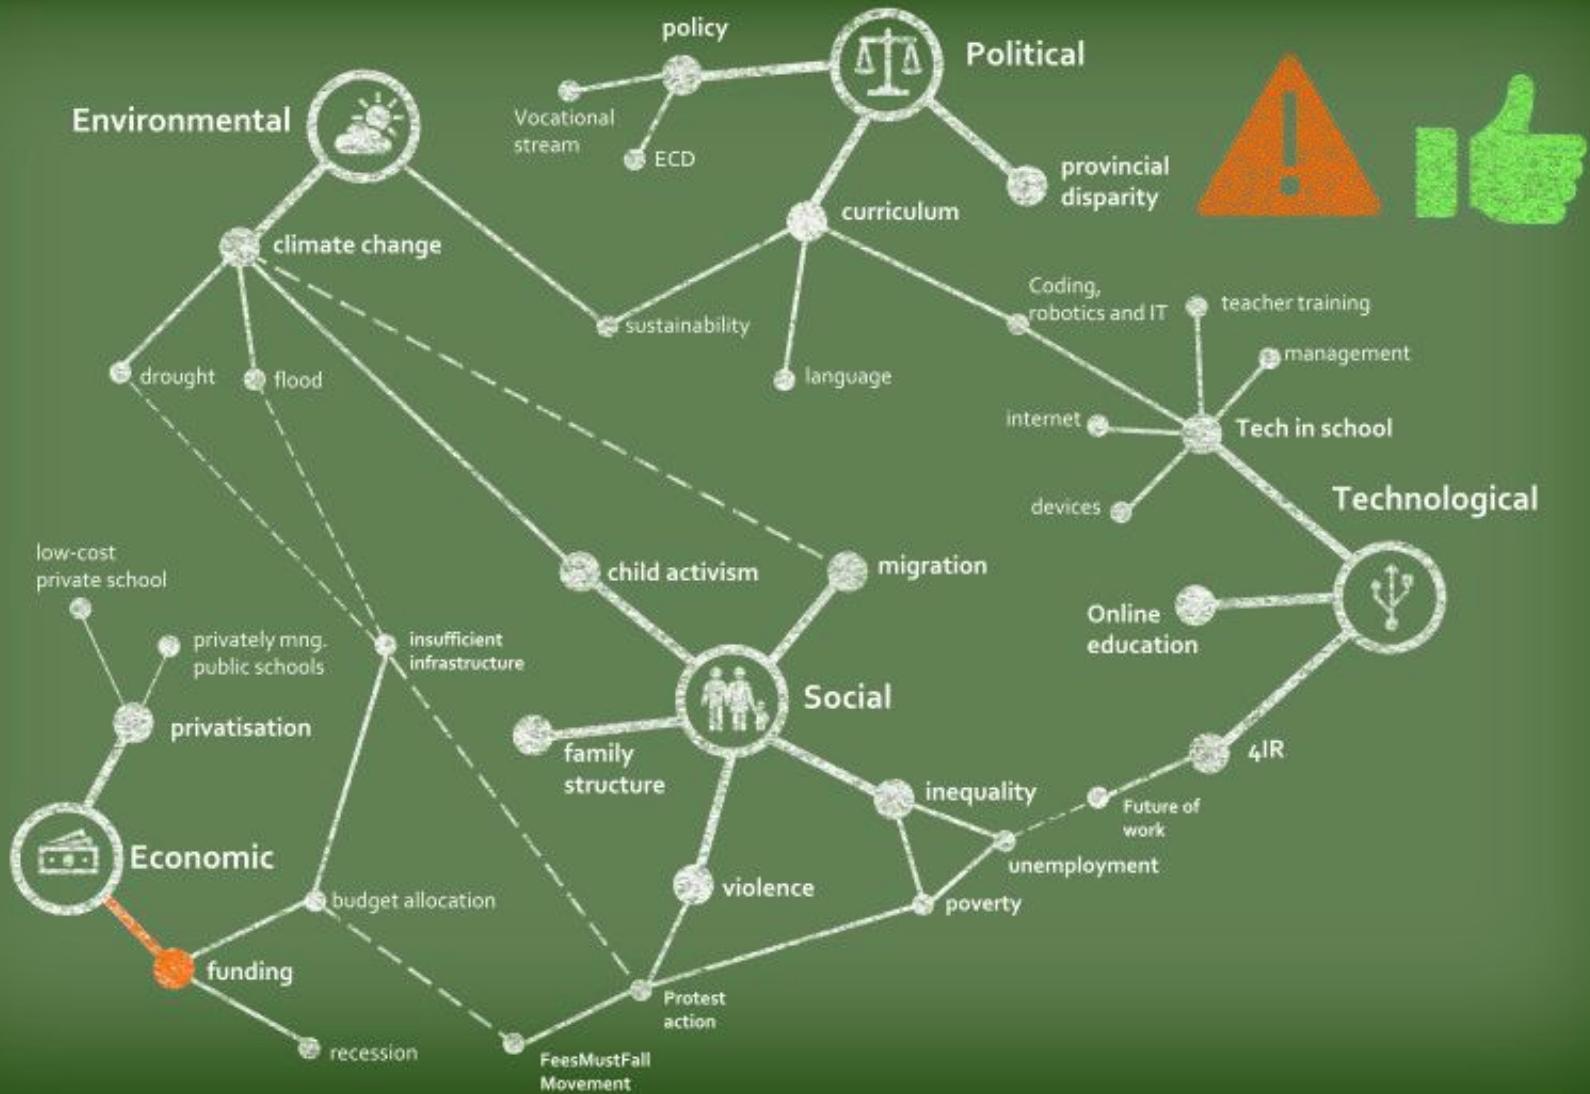 policy
Political
Environmental
Vocational
stream
ECD
provincial
disparity
curriculum
climate change
Coding,
robotics and IT
teacher training
sustainability
management
drought
flood
language
internet
Tech in school
Technological
devices
low-cost
private school
child activism
migration
Online
education
privately mng.
public schools
insufficient
infrastructure
Social
privatisation
family
structure
4IR
inequality
Future of
work
Economic
unemployment
violence
budget allocation
poverty
funding
Protest
action
recession
FeesMustFall
Movement